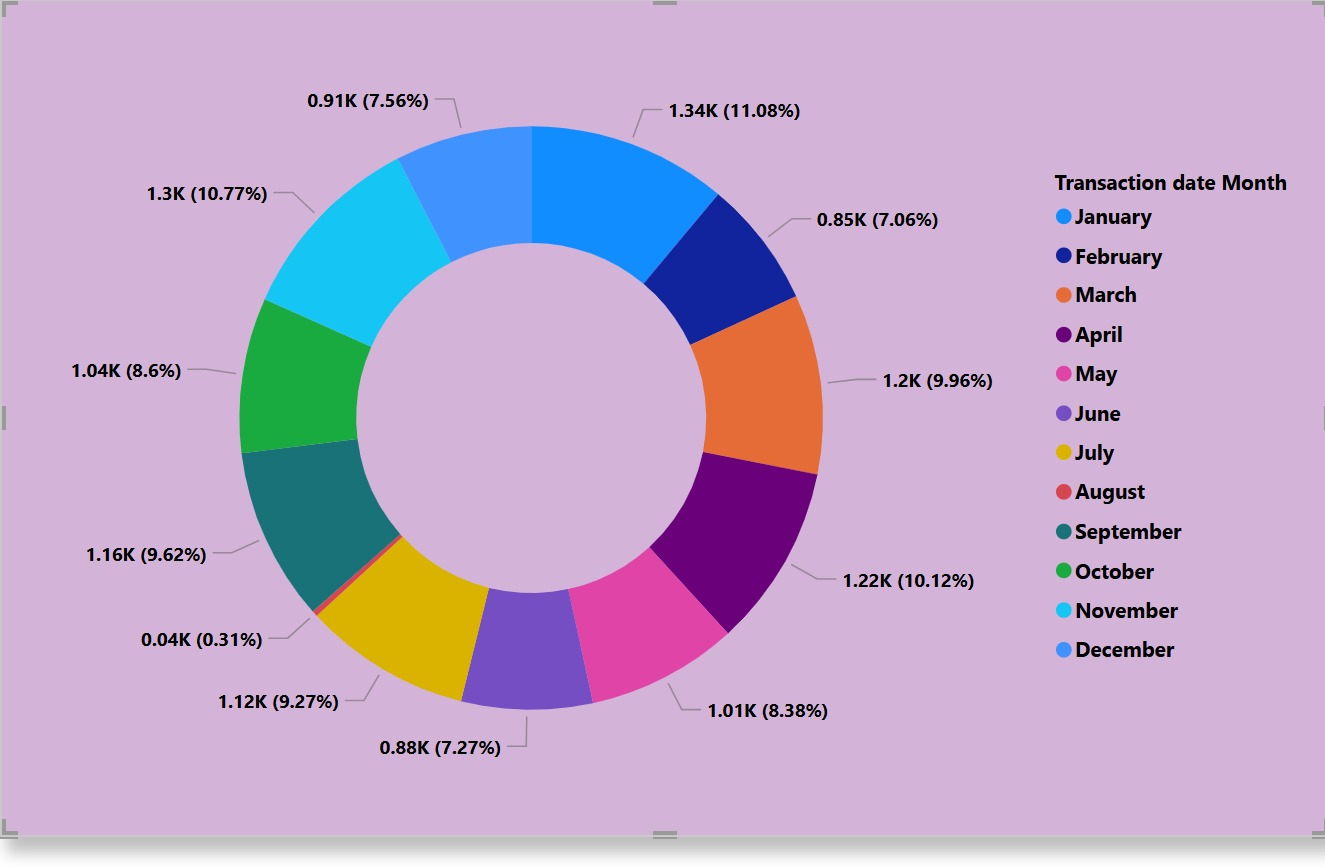 0.91K (7.56%)
1.34K (11.08%)
1.3K (10.77%)
0.85K (7.06%)
1.04K (8.6%)
1.2K (9.96%)
1.16K (9.62%)
1.22K (10.12%)
0.04K (0.31%)
1.12K (9.27%)
1.01K (8.38%)
0.88K (7.27%)
Transaction date Month
January
February
March
April
May
June
July
August
September
October
November
December